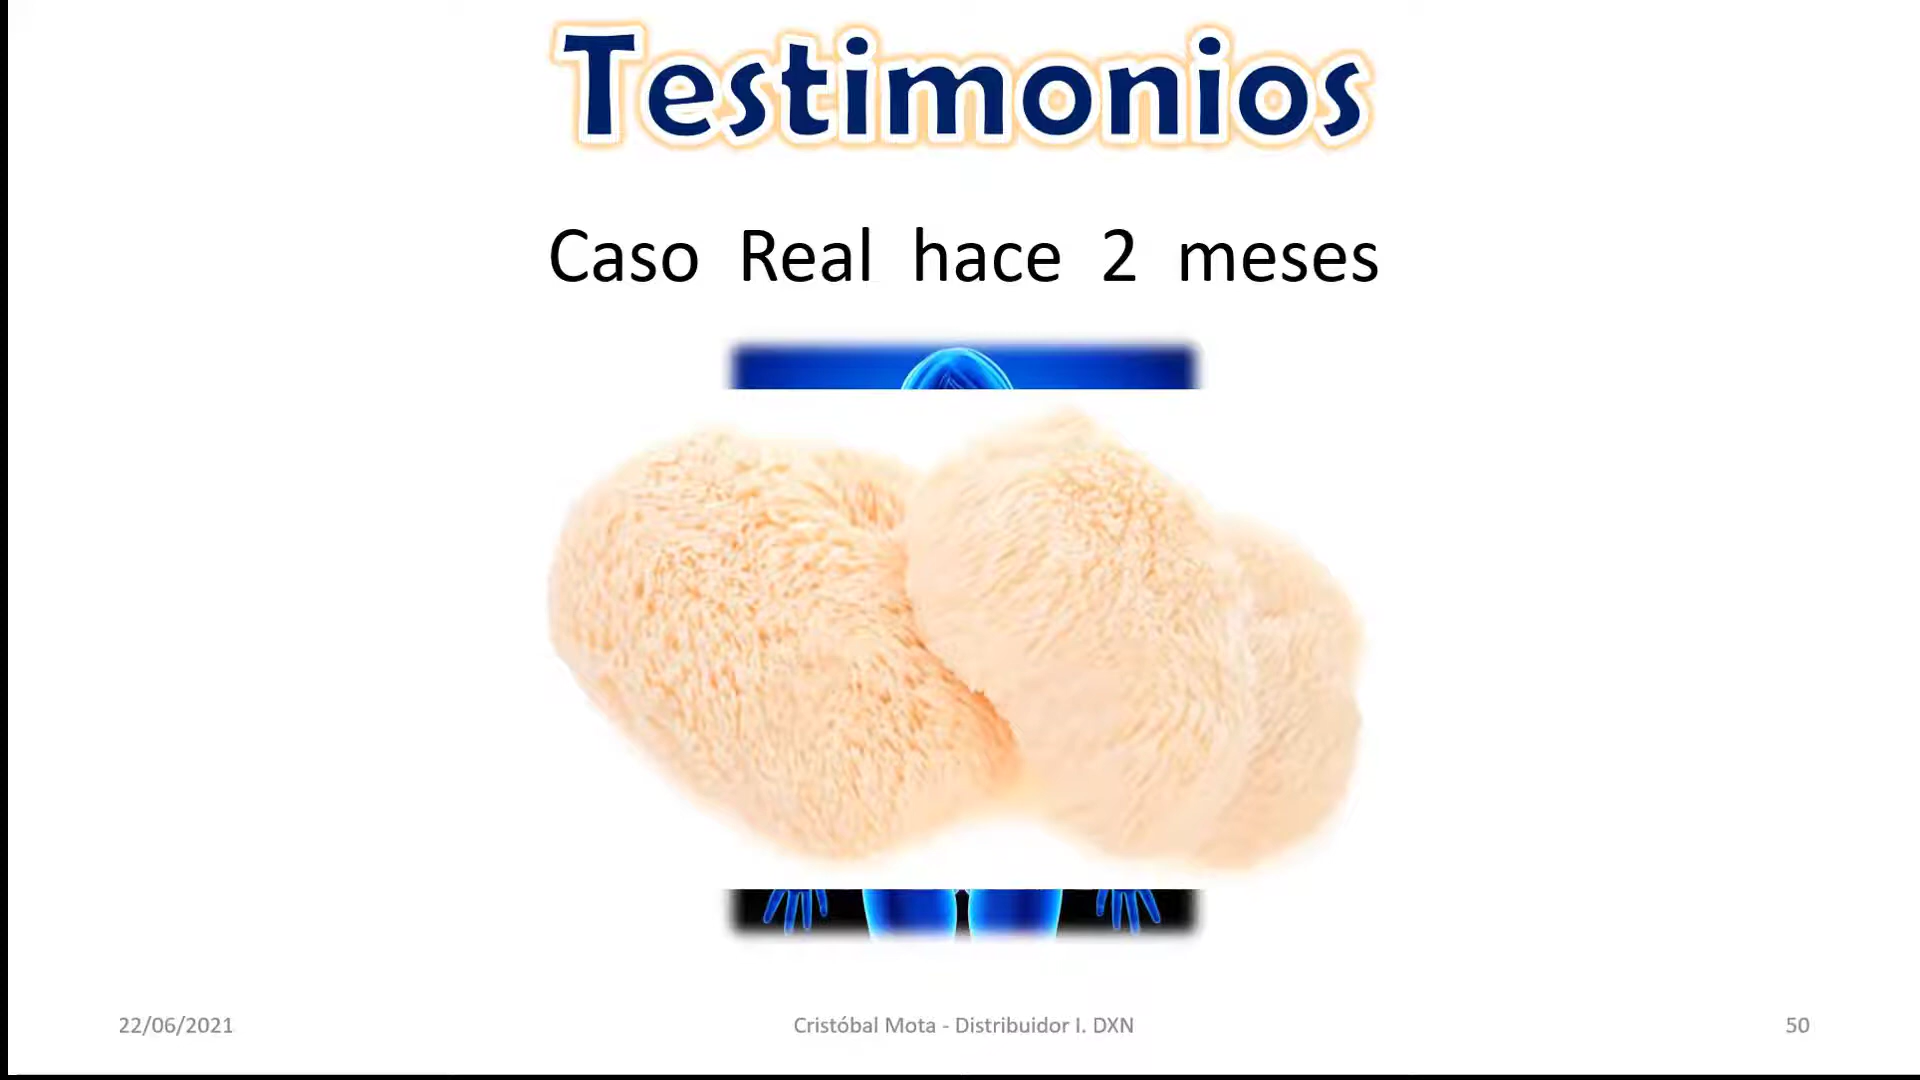 Testimonios
Caso Real hace 2 meses
22/06/2021
Cristóbal Mota - Distribuidor I. DXN
50